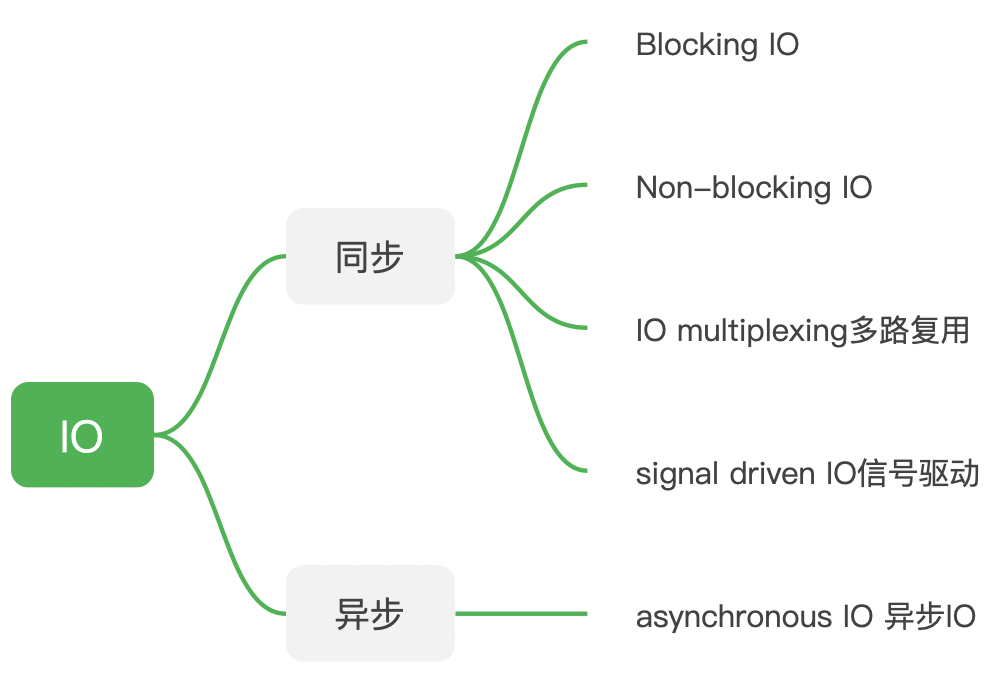 IO
同步
Blocking IO
Non-blocking IO
IO multiplexing多路复用
signal driven IO信号驱动
异步
asynchronous IO 异步IO